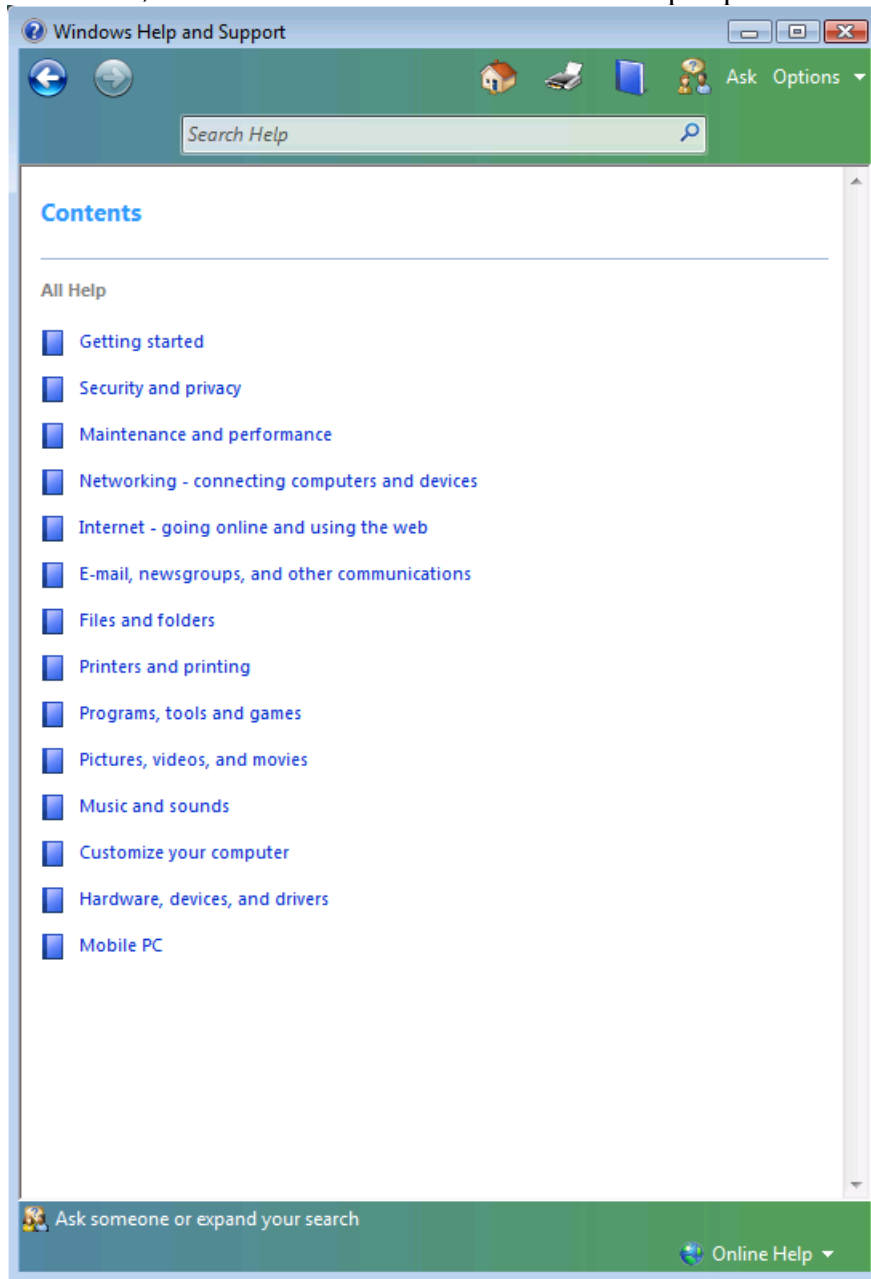 Windows Help and Support
Ask Options
Search Help
Contents
All Help
Getting started
Security and privacy
Maintenance and performance
Networking - connecting computers and devices
Internet - going online and using the web
E-mail, newsgroups, and other communications
Files and folders
Printers and printing
Programs, tools and games
Pictures, videos, and movies
Music and sounds
Customize your computer
Hardware, devices, and drivers
Mobile PC
Ask someone or expand your search
Online Help